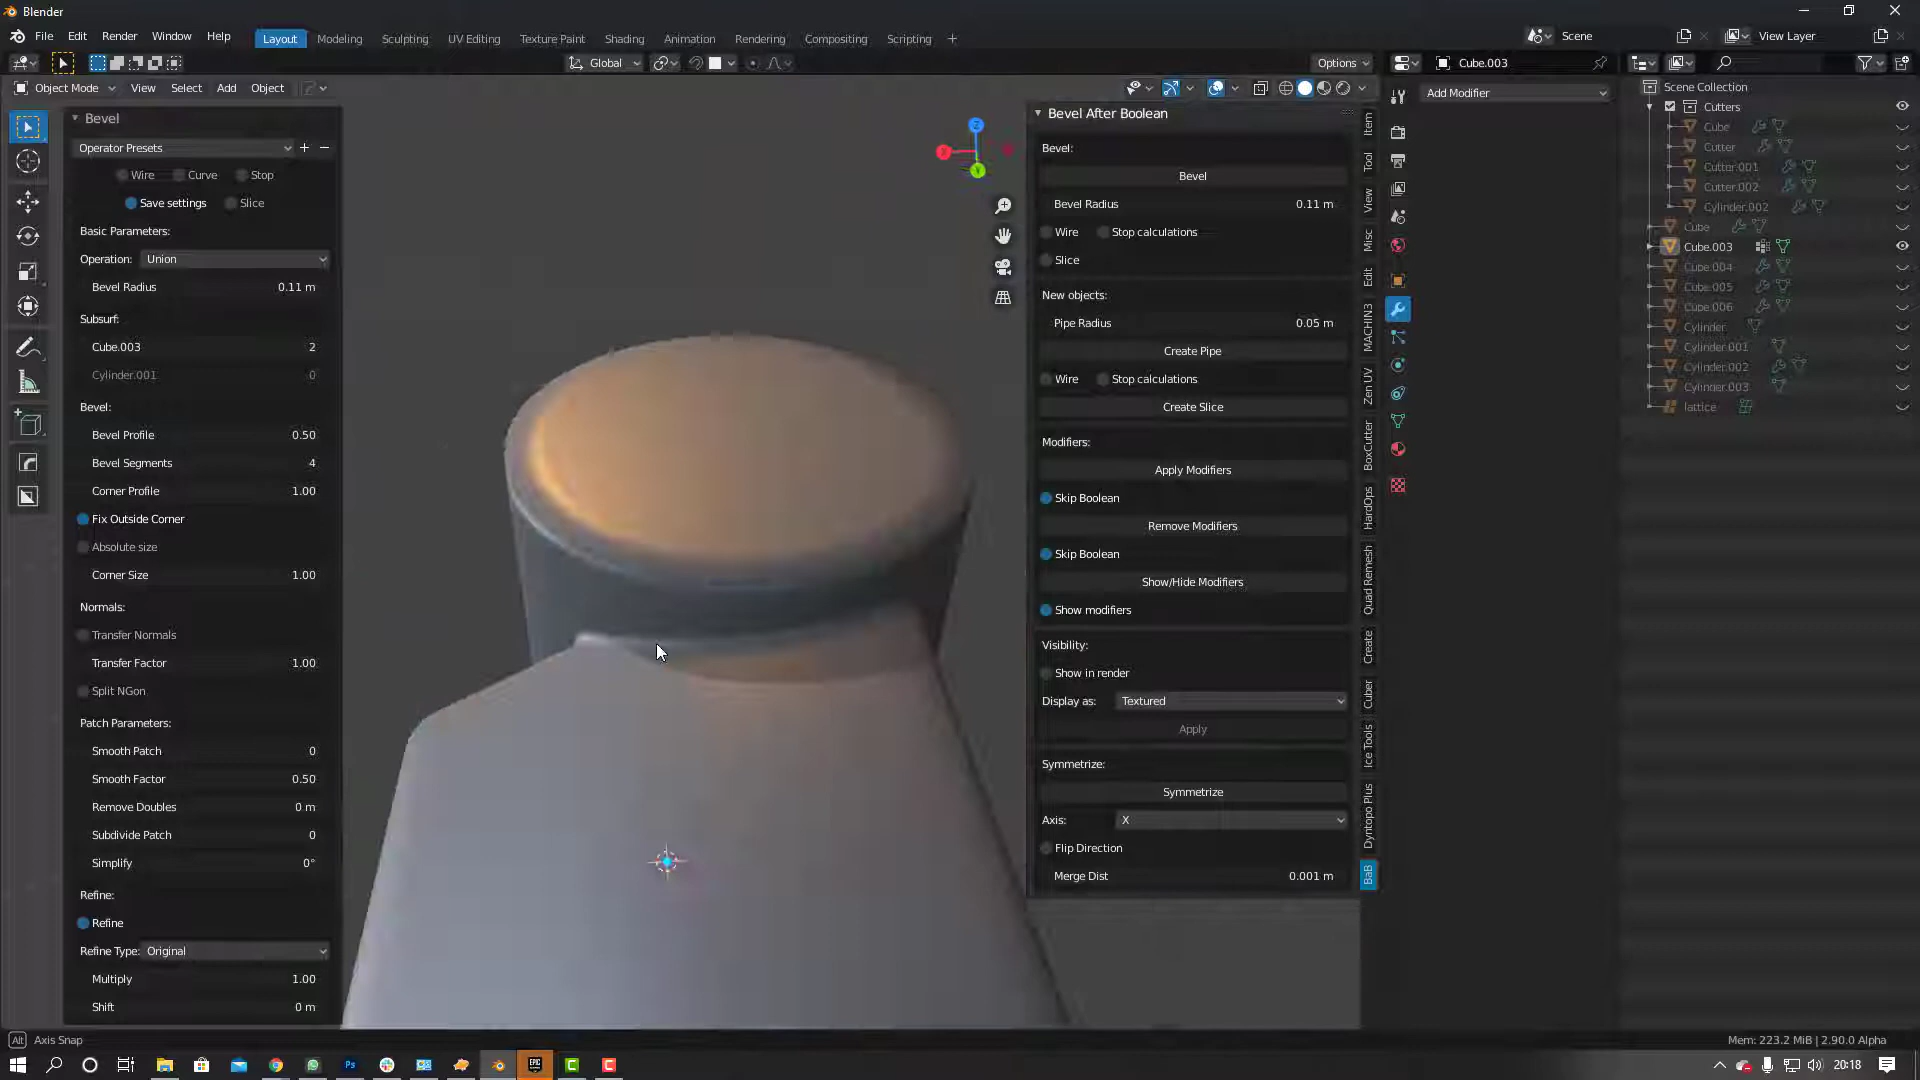 Blender
File Edit Render Window Help
Layout Modeling Sculpting UV Editing Texture Paint Shading Animation Rendering Compositing Scripting
Scene
View Layer
Global
Options
Cube.003
Object Mode View Select Add Object
Add Modifier
Bevel
Operator Presets
Wire Curve Stop
Save settings Slice
Basic Parameters:
Operation: Union
Bevel Radius 0.11 m
Subsurf:
Cube.003 2
Cylinder.001 0
Bevel:
Bevel Profile 0.50
Bevel Segments 4
Corner Profile 1.00
Fix Outside Corner
Absolute size
Corner Size 1.00
Normals:
Transfer Normals
Transfer Factor 1.00
Split NGon
Patch Parameters:
Smooth Patch 0
Smooth Factor 0.50
Remove Doubles 0 m
Subdivide Patch 0
Simplify 0°
Refine:
Refine
Refine Type: Original
Multiply 1.00
Shift 0 m
Z
X
Y
Bevel After Boolean
Bevel:
Bevel
Bevel Radius 0.11 m
Wire Stop calculations
Slice
New objects:
Pipe Radius 0.05 m
Create Pipe
Wire Stop calculations
Create Slice
Modifiers:
Apply Modifiers
Skip Boolean
Remove Modifiers
Skip Boolean
Show/Hide Modifiers
Show modifiers
Visibility:
Show in render
Display as: Textured
Apply
Symmetrize:
Symmetrize
Axis: X
Flip Direction
Merge Dist 0.001 m
Item
Tool
View
Misc
Edit
MACHIN3
Zen UV
BoxCutter
HardOps
Quad Remesh
Create
Cuber
Ice Tools
Dyntopo Plus
BaB
Scene Collection
Cutters
Cube
Cutter
Cutter.001
Cutter.002
Cylinder.002
Cube
Cube.003
Cube.004
Cube.005
Cube.006
Cylinder
Cylinder.001
Cylinder.002
Cylinder.003
lattice
Alt Axis Snap
Mem: 223.2 MiB | 2.90.0 Alpha
Ps
EPIC
C
C
20:18